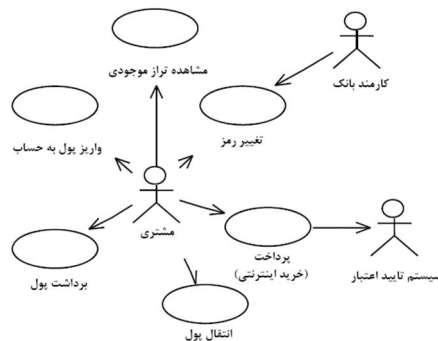 مشاهده تراز موجودی
کارمند بانک
تغییر رمز
واریز پول به حساب
مشتری
پرداخت
(خرید اینترنتی)
سیستم تایید اعتبار
برداشت پول
انتقال پول